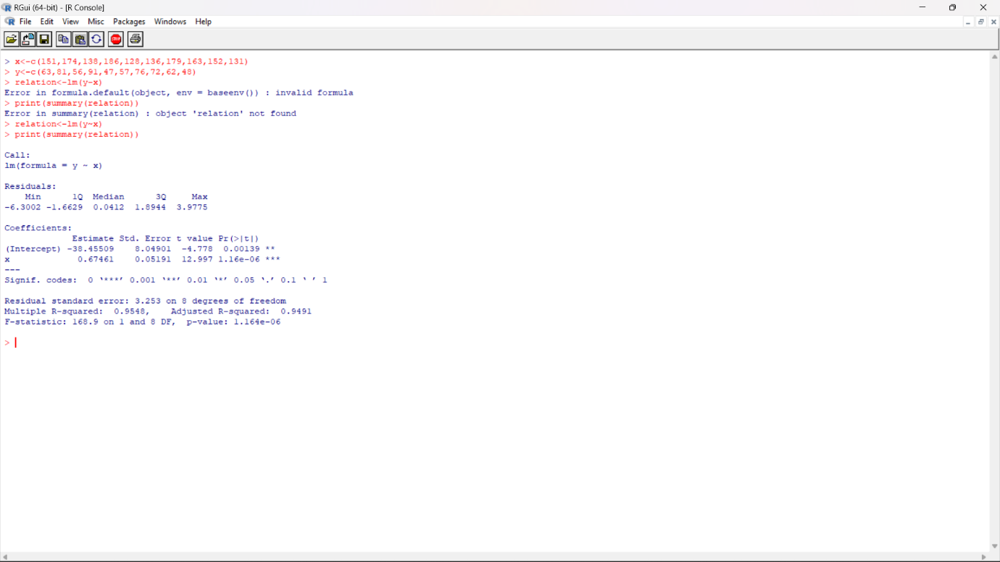 RGui (64-bit) - [R Console]
File Edit View Misc Packages Windows Help
STOP
> x<-c(151,174,138,186,128,136,179,163,152,131)
> y<-c(63,81,56,91,47,57,76,72,62,48)
> relation<-lm(y-x)
Error in formula.default(object, env = baseenv()) : invalid formula
> print(summary(relation))
Error in summary(relation) : object 'relation' not found
> relation<-lm(y~x)
> print(summary(relation))
Call:
lm(formula = y ~ x)
Residuals:
    Min      1Q  Median      3Q     Max
-6.3002 -1.6629  0.0412  1.8944  3.9775
Coefficients:
             Estimate Std. Error t value Pr(>|t|)
(Intercept) -38.45509    8.04901  -4.778  0.00139 **
x             0.67461    0.05191  12.997 1.16e-06 ***
---
Signif. codes:  0 ‘***’ 0.001 ‘**’ 0.01 ‘*’ 0.05 ‘.’ 0.1 ‘ ’ 1
Residual standard error: 3.253 on 8 degrees of freedom
Multiple R-squared:  0.9548,    Adjusted R-squared:  0.9491
F-statistic: 168.9 on 1 and 8 DF,  p-value: 1.164e-06
>